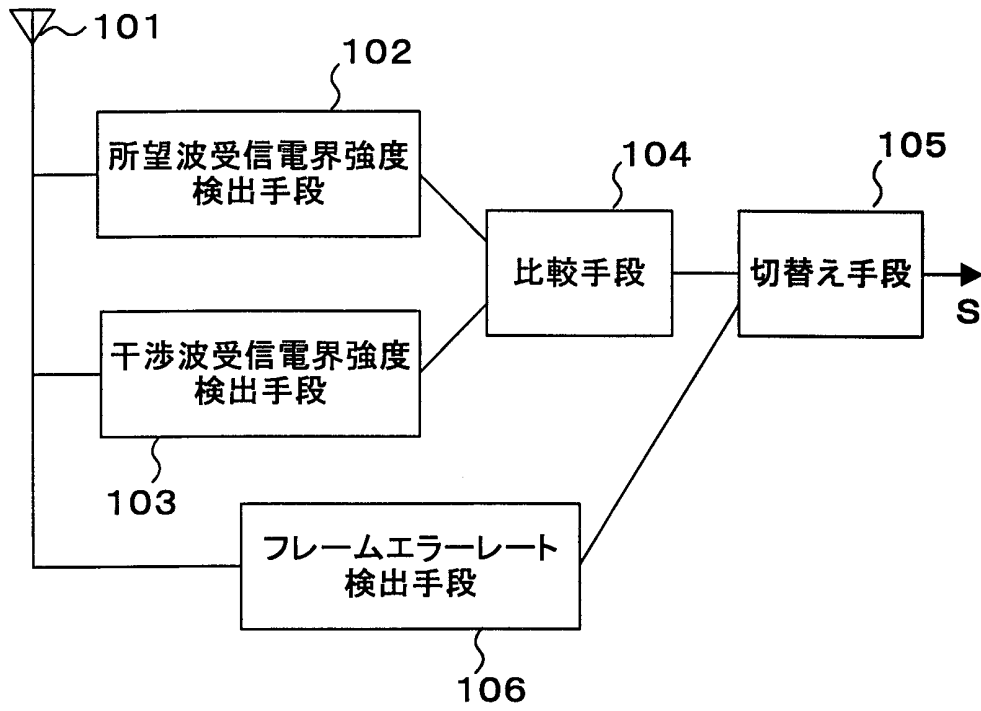 101
102
所望波受信電界強度
検出手段
104
比較手段
105
切替え手段
S
干渉波受信電界強度
検出手段
103
フレームエラーレート
検出手段
106